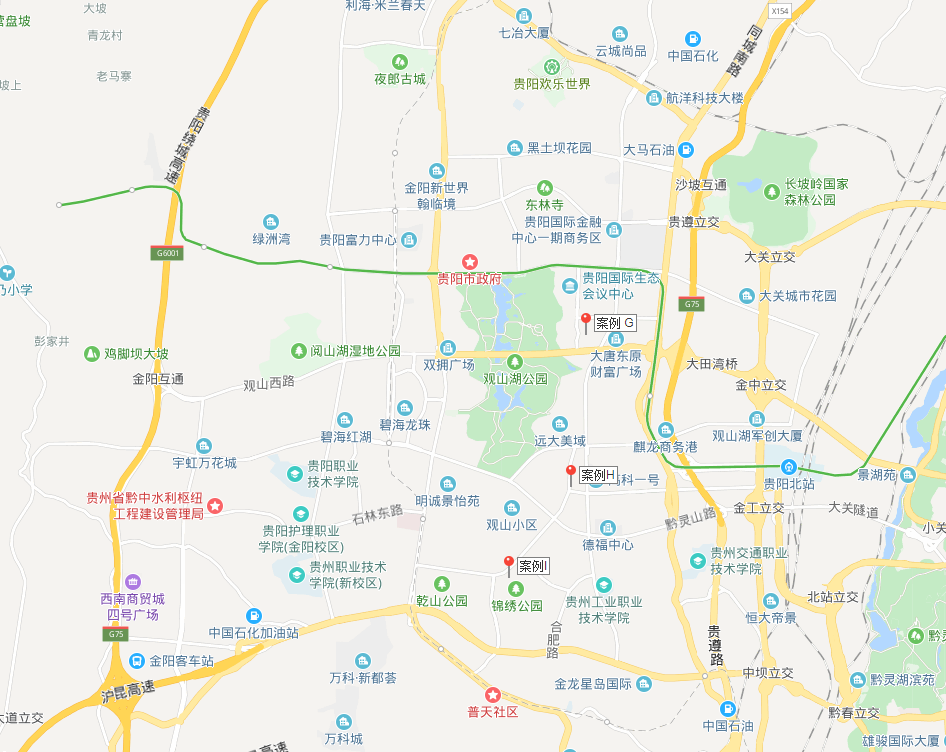 大坡
利海·米兰春天
X154
营盘坡
青龙村
七冶大厦
云城尚品
中国石化
同城南路
夜郎古城
老马寨
坡上
贵阳欢乐世界
航洋科技大楼
贵阳绕城高速
黑土坡花园
大马石油
金阳新世界
翰临境
东林寺
沙坡互通
长坡岭国家
森林公园
绿洲湾
贵阳富力中心
贵阳国际金融
中心一期商务区
贵遵立交
G6001
大关立交
贵阳市政府
贵阳国际生态
会议中心
乃小学
G75
大关城市花园
案例 G
彭家井
鸡脚坝大坡
阅山湖湿地公园
双拥广场
大唐东原
财富广场
大田湾桥
金阳互通
观山西路
观山湖公园
金中立交
碧海红湖
碧海龙珠
远大美域
麒龙商务港
观山湖军创大厦
宇虹万花城
贵阳职业
技术学院
案例H
科一号
贵阳北站
景湖苑
贵州省黔中水利枢纽
工程建设管理局
明诚景怡苑
观山小区
石林东路
黔灵山路
金工立交
大关隧道
小关
贵阳护理职业
学院(金阳校区)
德福中心
贵州交通职业
技术学院
贵州职业技术
学院(新校区)
案例I
西南商贸城
四号广场
乾山公园
锦绣公园
贵州工业职业
技术学院
北站立交
恒大帝景
G75
中国石化加油站
合肥路
贵遵路
黔
金阳客车站
万科·新都荟
沪昆高速
金龙星岛国际
中坝立交
黔灵湖滨苑
大道立交
普天社区
中国石油
黔春立交
万科城
高速
雄骏国际大厦